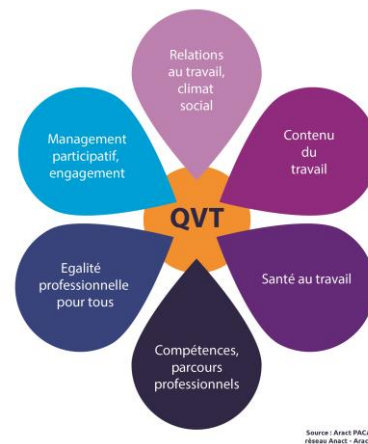 Relations
au travail,
climat
social
Contenu
du
travail
Santé au travail
Compétences,
parcours
professionnels
Egalité
professionnelle
pour tous
Management
participatif,
engagement
QVT
Source : Aract PACA
réseau Anact - Aract